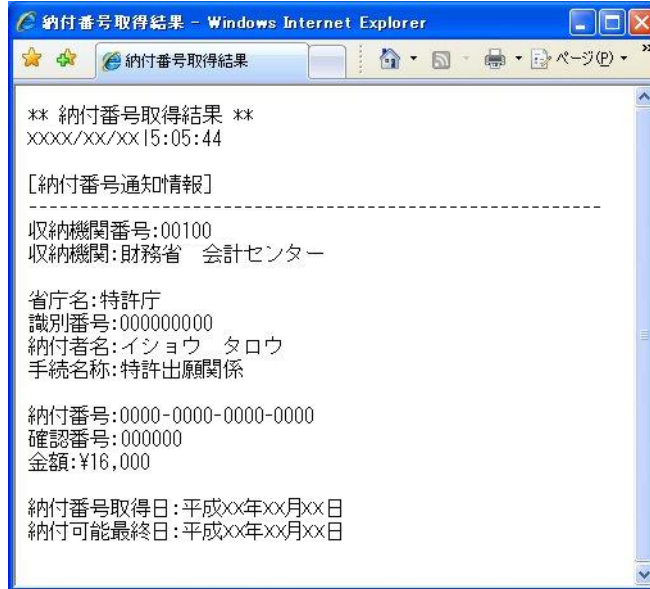 納付番号取得結果 - Windows Internet Explorer
納付番号取得結果
ページ(P)
** 納付番号取得結果 **
XXXX/XX/XX 15:05:44
[納付番号通知情報]
------------------------------------------------------
収納機関番号:00100
収納機関:財務省　会計センター
省庁名:特許庁
識別番号:000000000
納付者名:イショウ　タロウ
手続名称:特許出願関係
納付番号:0000-0000-0000-0000
確認番号:000000
金額:¥16,000
納付番号取得日:平成XX年XX月XX日
納付可能最終日:平成XX年XX月XX日